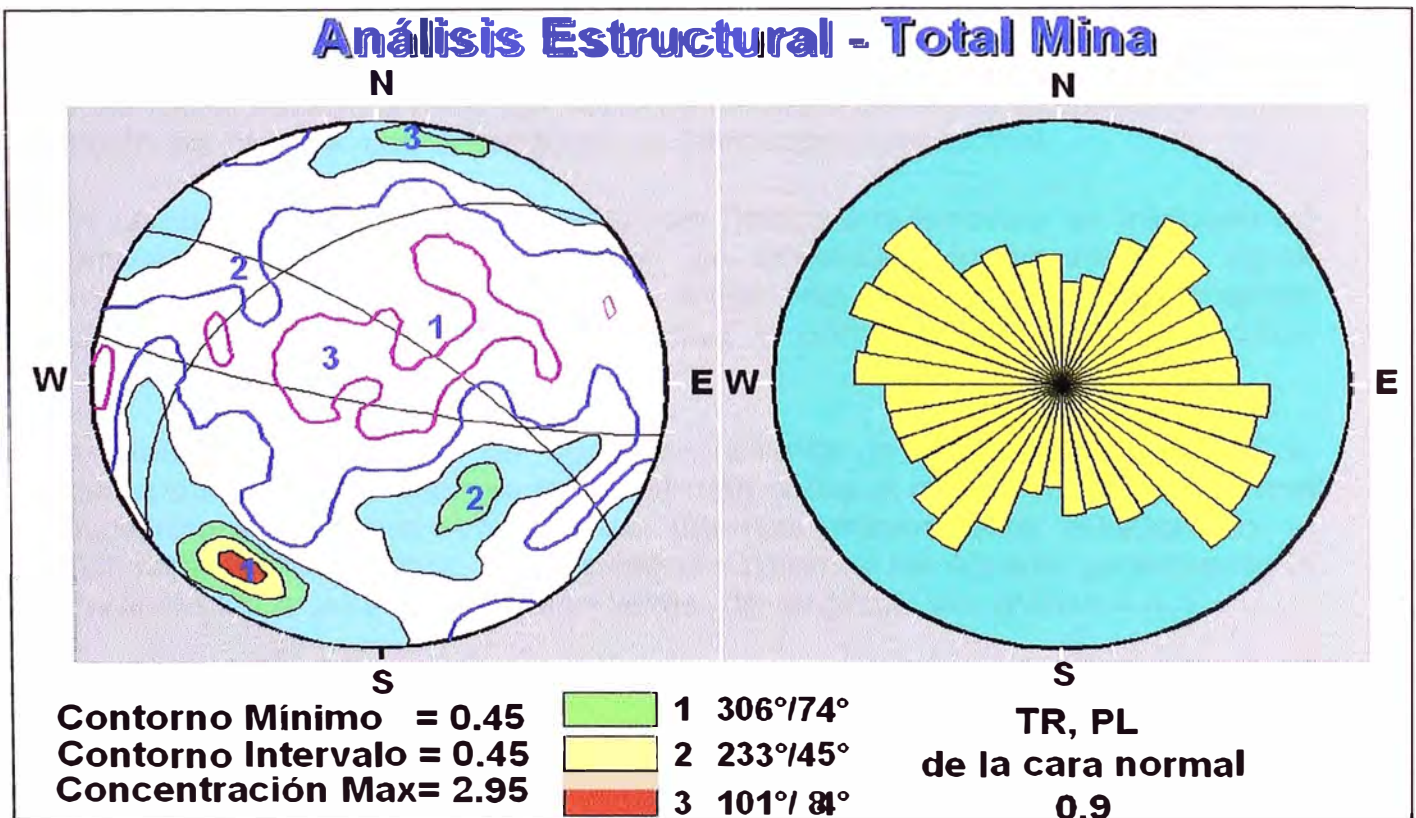 Análisis Estructural - Total Mina
N
N
3
2
1
3
W
E
W
E
2
1
S
S
Contorno Mínimo = 0.45
Contorno Intervalo = 0.45
Concentración Max= 2.95
1 306°/74°
2 233°/45°
3 101°/ 84°
TR, PL
de la cara normal
0.9